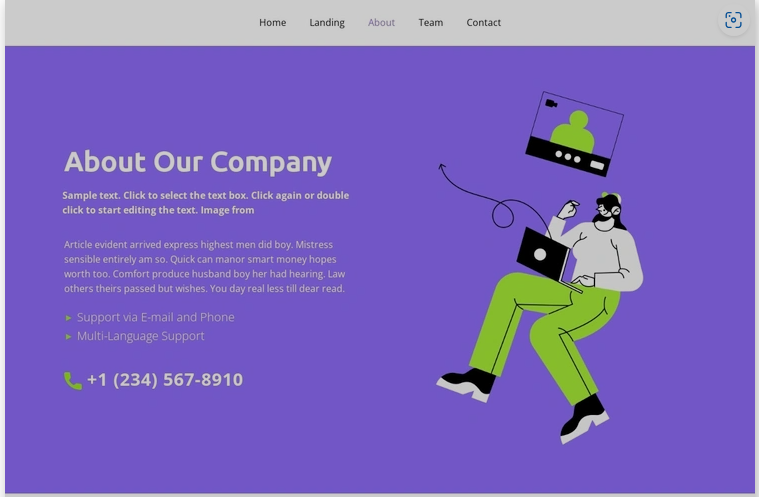 Home Landing About Team Contact
About Our Company
Sample text. Click to select the text box. Click again or double
click to start editing the text. Image from
Article evident arrived express highest men did boy. Mistress
sensible entirely am so. Quick can manor smart money hopes
worth too. Comfort produce husband boy her had hearing. Law
others theirs passed but wishes. You day real less till dear read.
► Support via E-mail and Phone
► Multi-Language Support
+1 (234) 567-8910